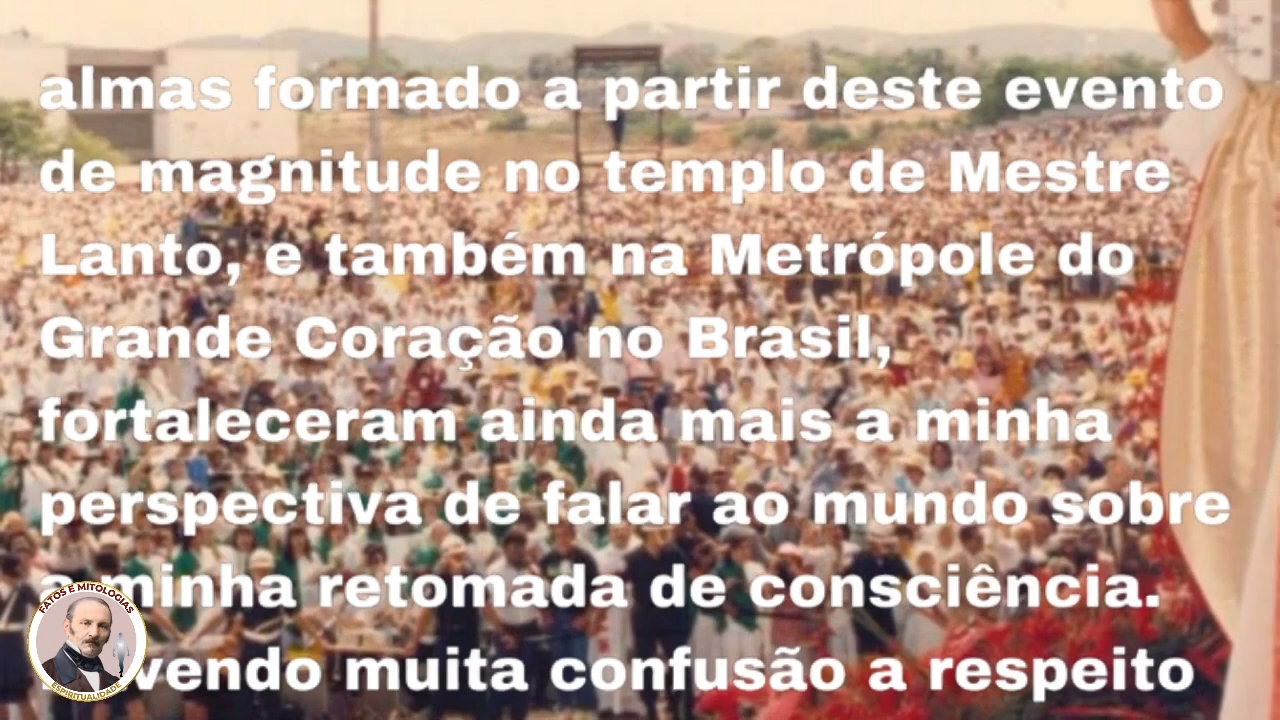 almas formado a partir deste evento
de magnitude no templo de Mestre
Lanto, e também na Metrópole do
Grande Coração no Brasil,
fortaleceram ainda mais a minha
perspectiva de falar ao mundo sobre
a minha retomada de consciência.
vendo muita confusão a respeito
FATOS E MITOLOGIAS
ESPIRITUALIDADE